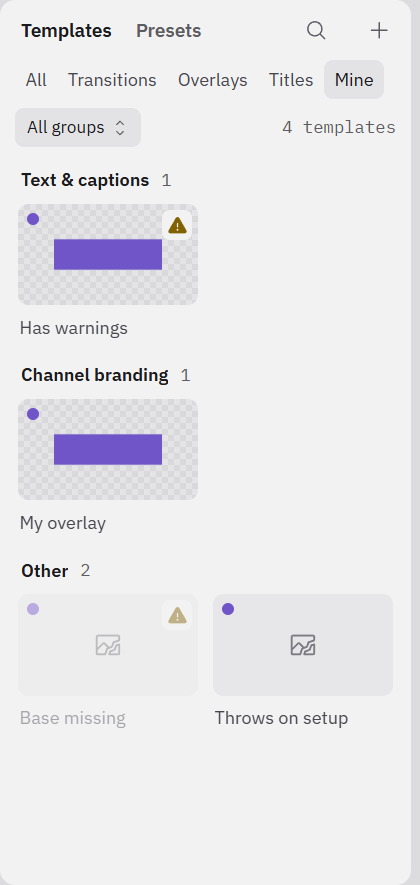 Templates Presets
All Transitions Overlays Titles Mine
All groups 4 templates
Text & captions 1
Has warnings
Channel branding 1
My overlay
Other 2
Base missing Throws on setup